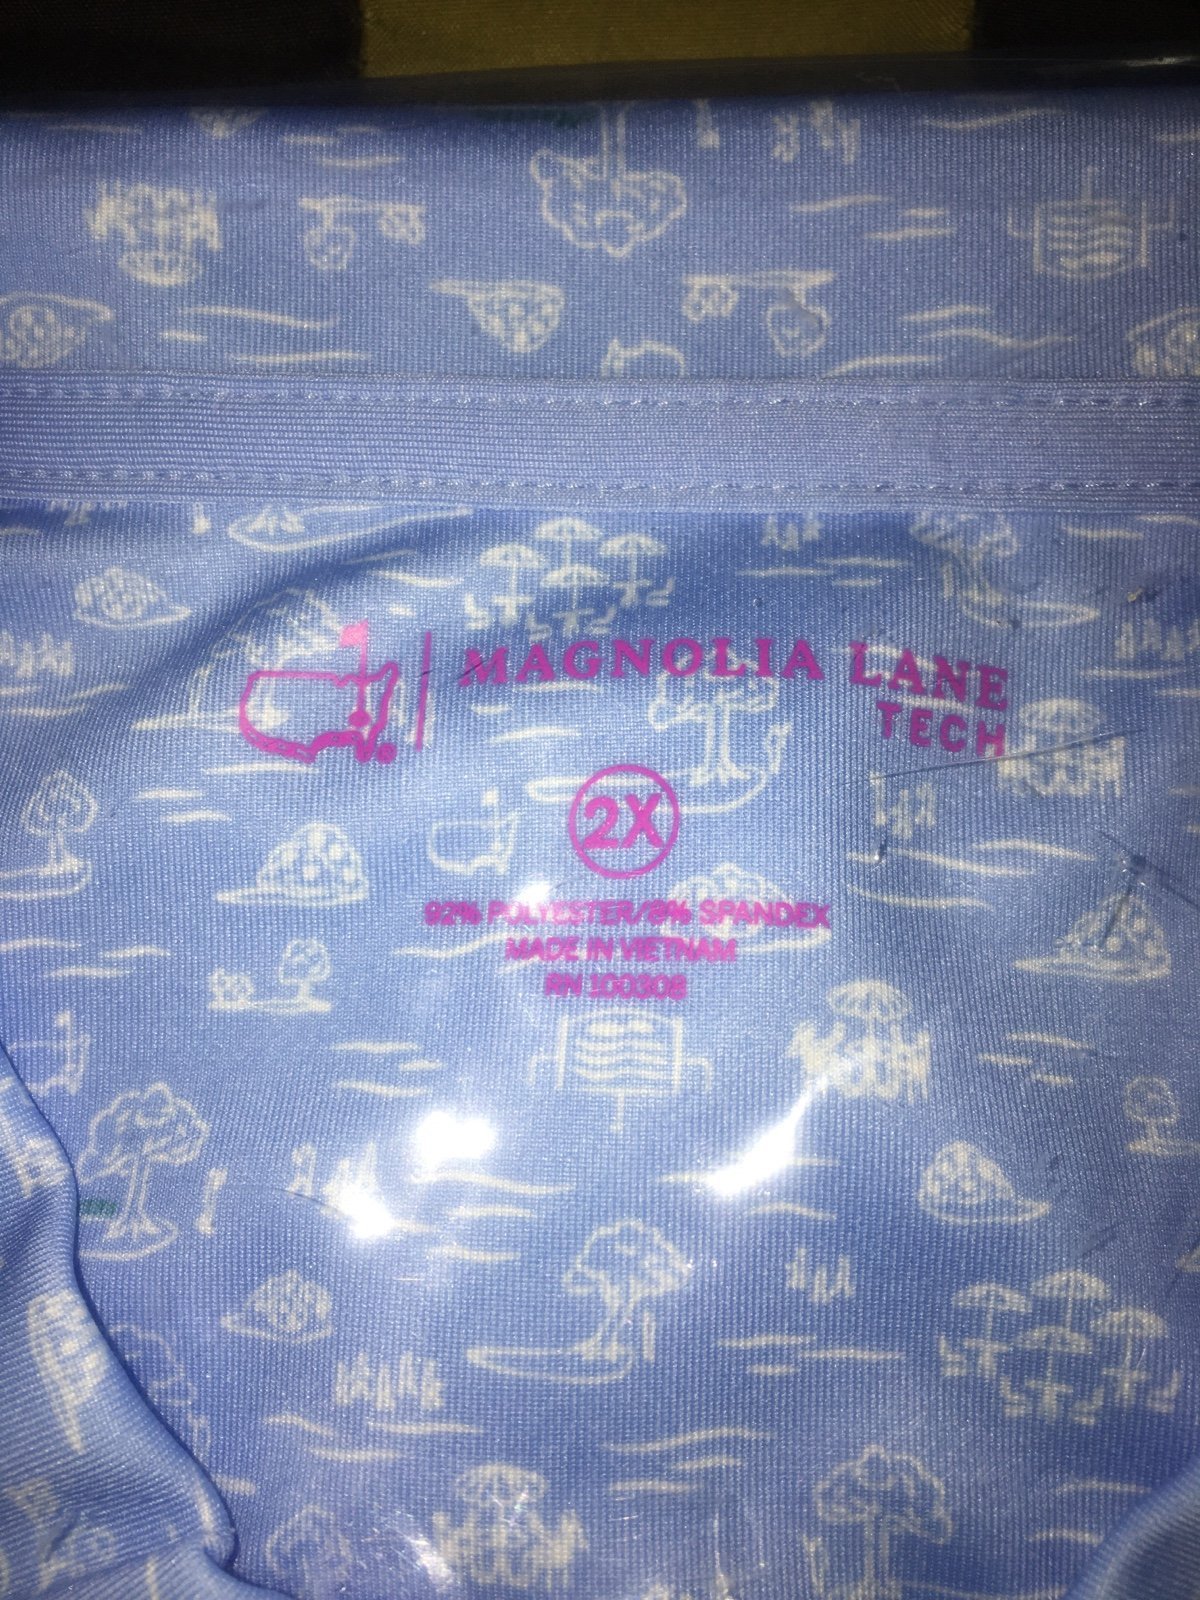 MAGNOLIA LANE
TECH
2X
92% POLYESTER/8% SPANDEX
MADE IN VIETNAM
RN 100308